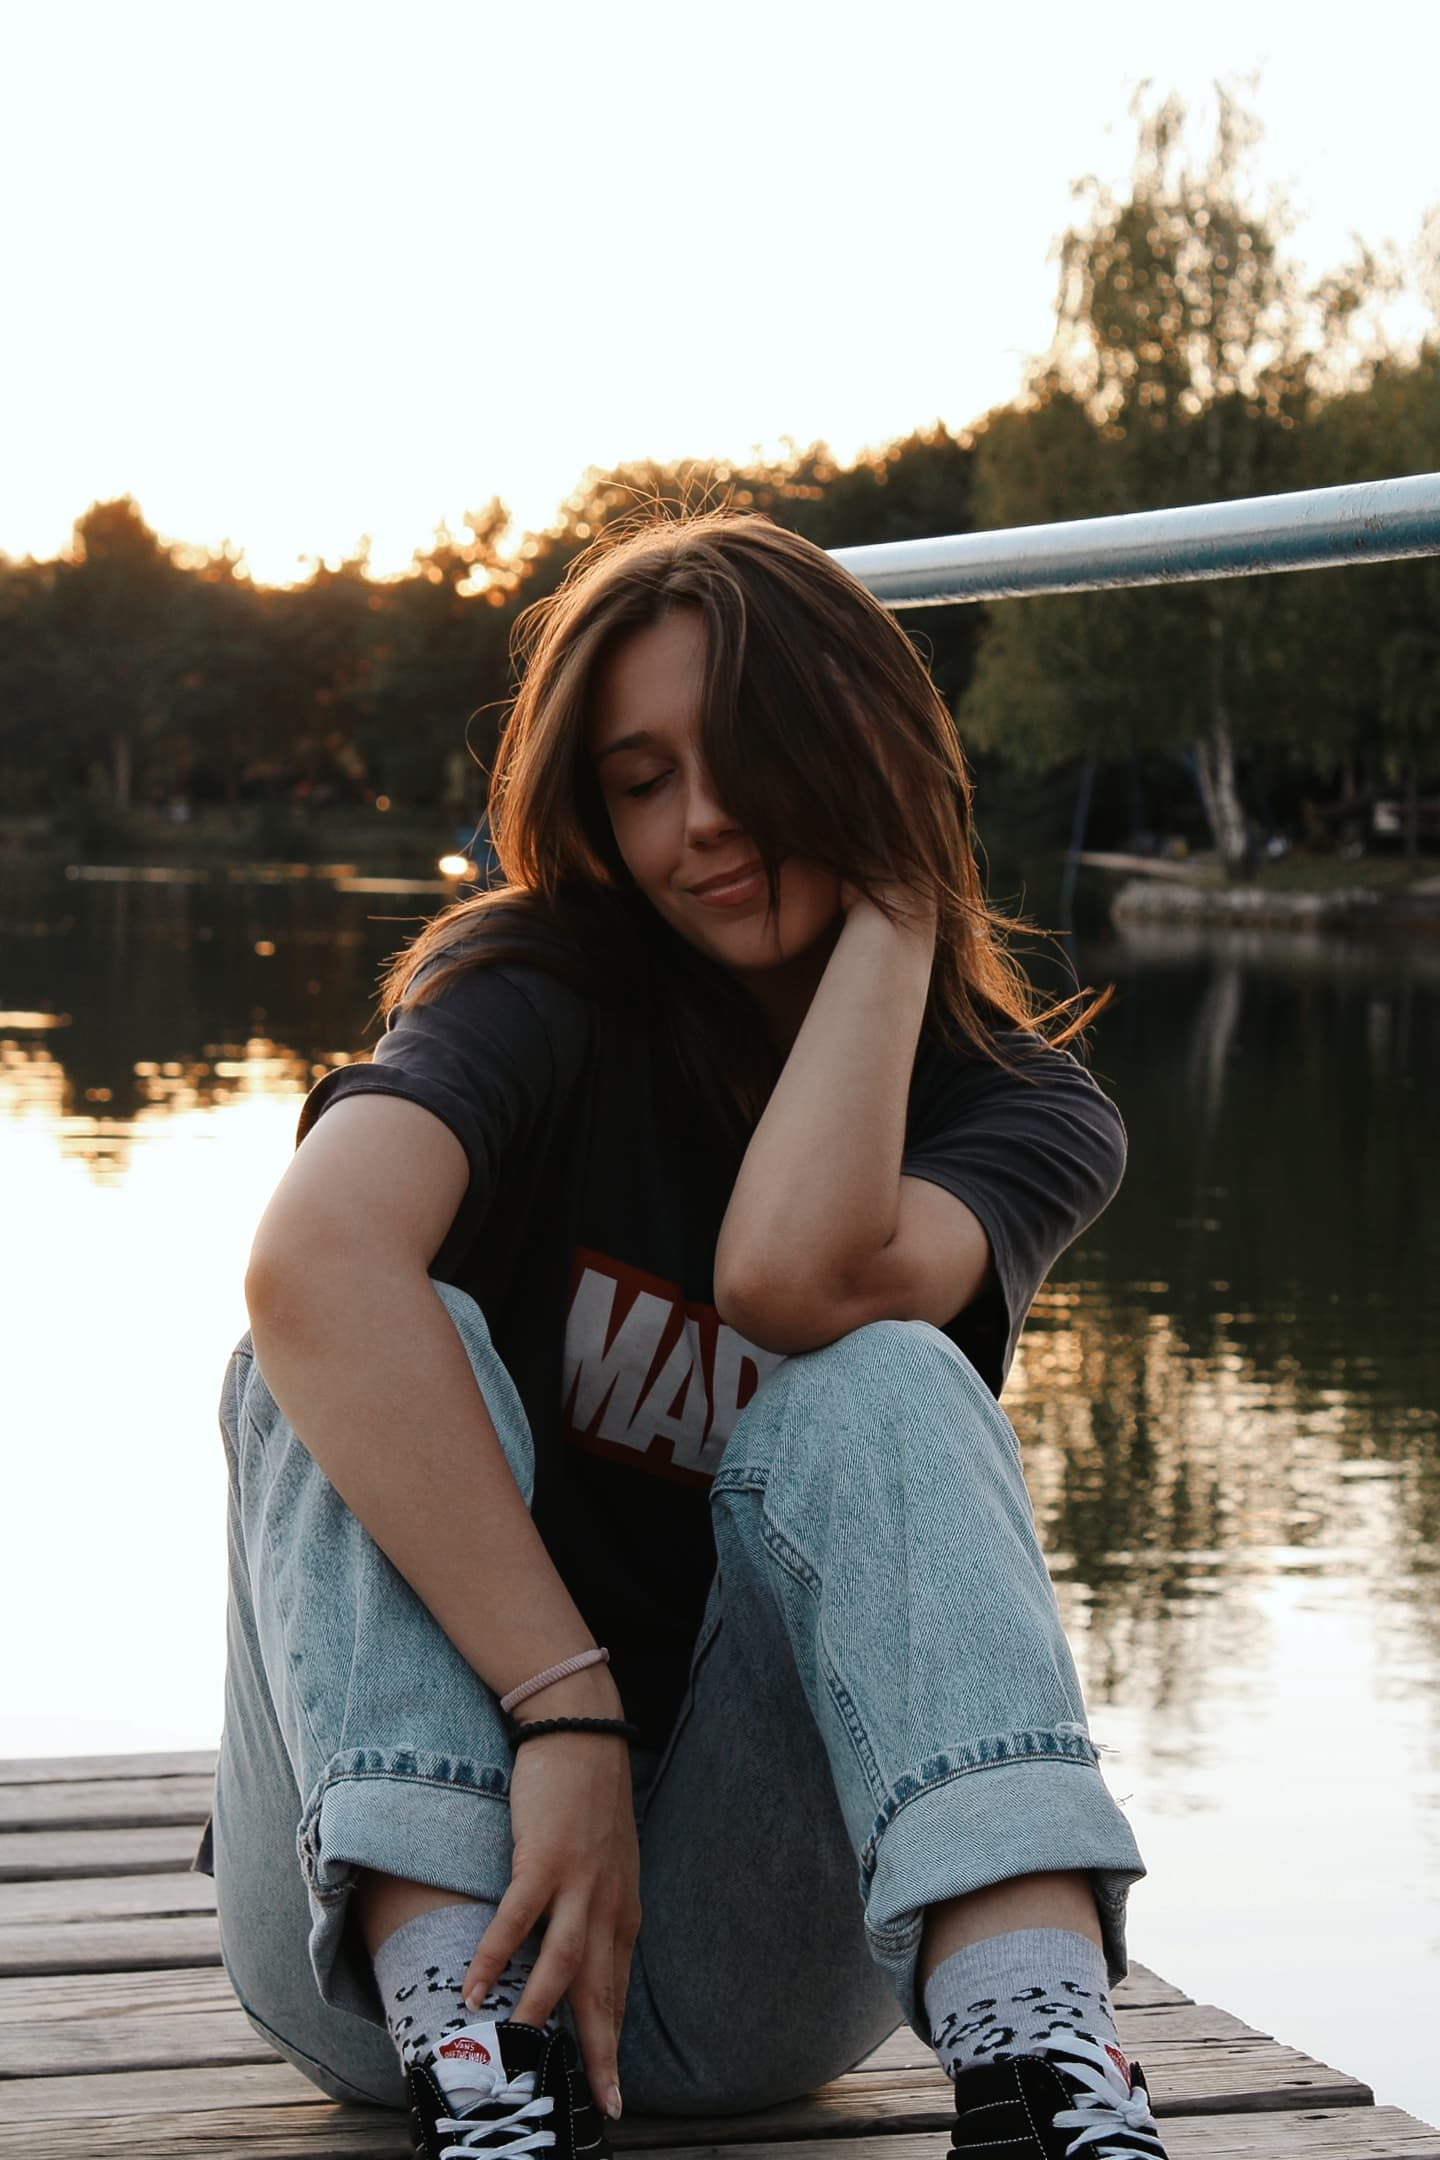 MAR
VANS
"OFF THE WALL"